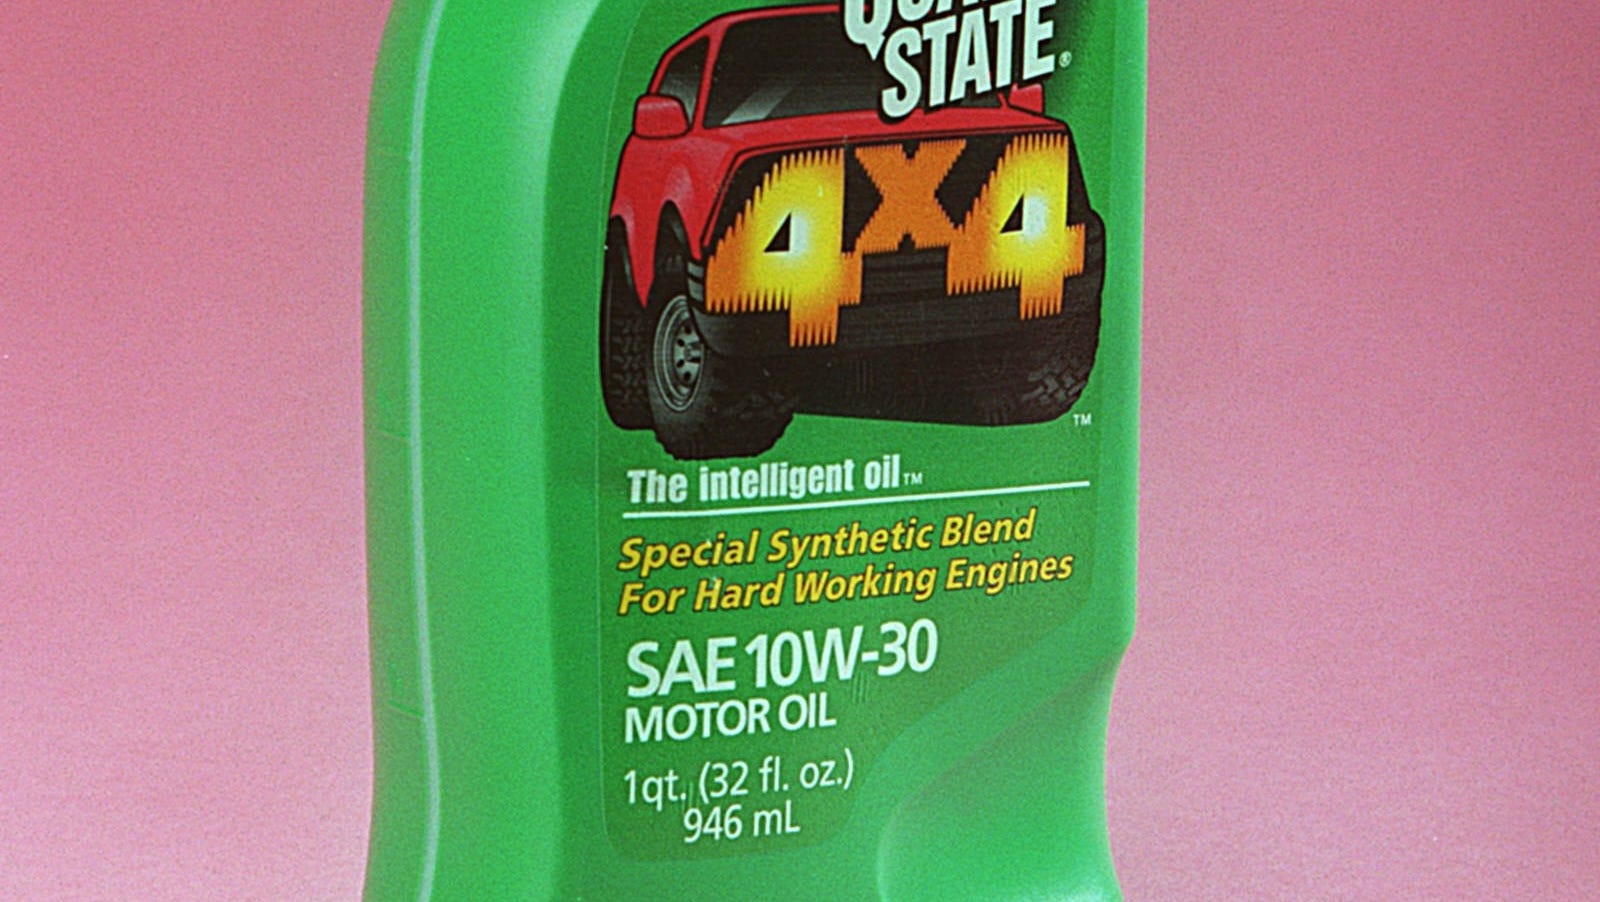 STATE®
4X4
TM
The intelligent oil™
Special Synthetic Blend
For Hard Working Engines
SAE 10W-30
MOTOR OIL
1qt. (32 fl. oz.)
946 mL